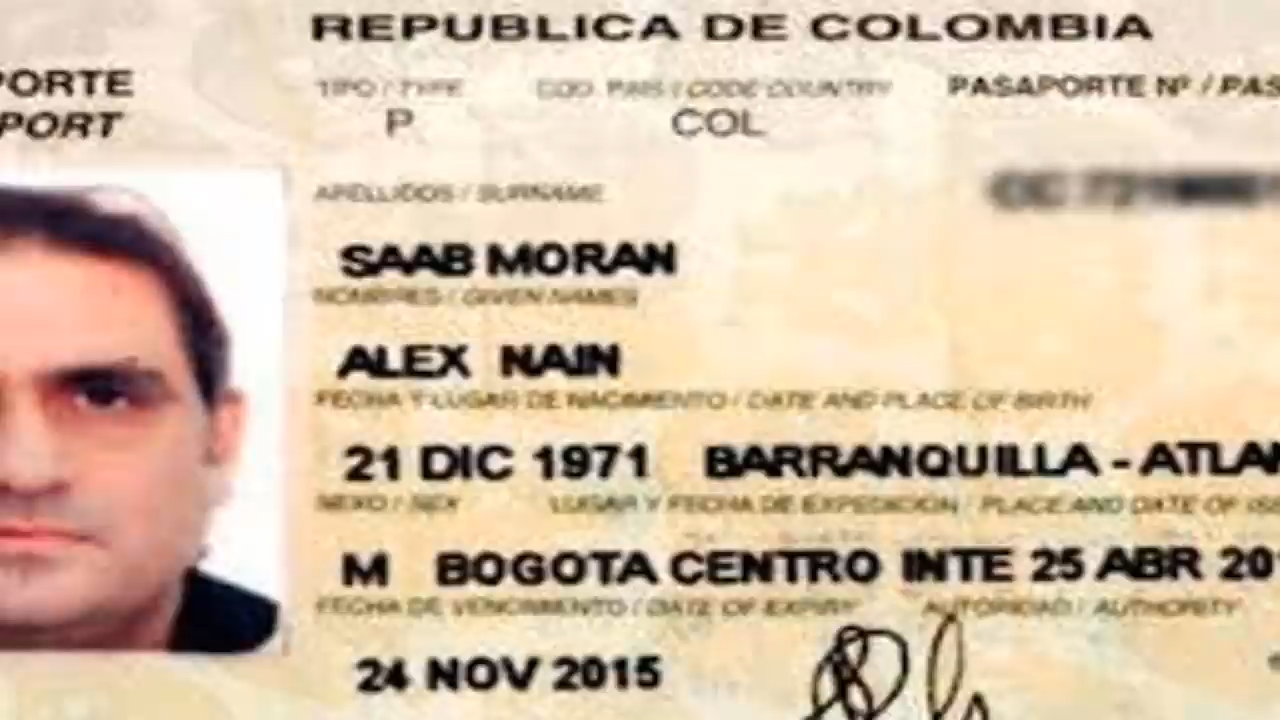 REPUBLICA DE COLOMBIA
PORTE
PORT
TIPO / TYPE COD. PAIS / CODE COUNTRY PASAPORTE Nº / PAS
P COL
APELLIDOS / SURNAME
SAAB MORAN
NOMBRES / GIVEN NAMES
ALEX NAIN
FECHA Y LUGAR DE NACIMIENTO / DATE AND PLACE OF BIRTH
21 DIC 1971 BARRANQUILLA - ATLAN
SEXO / SEX LUGAR Y FECHA DE EXPEDICION / PLACE AND DATE OF ISS
M BOGOTA CENTRO INTE 25 ABR 20
FECHA DE VENCIMIENTO / DATE OF EXPIRY AUTORIDAD / AUTHORITY
24 NOV 2015